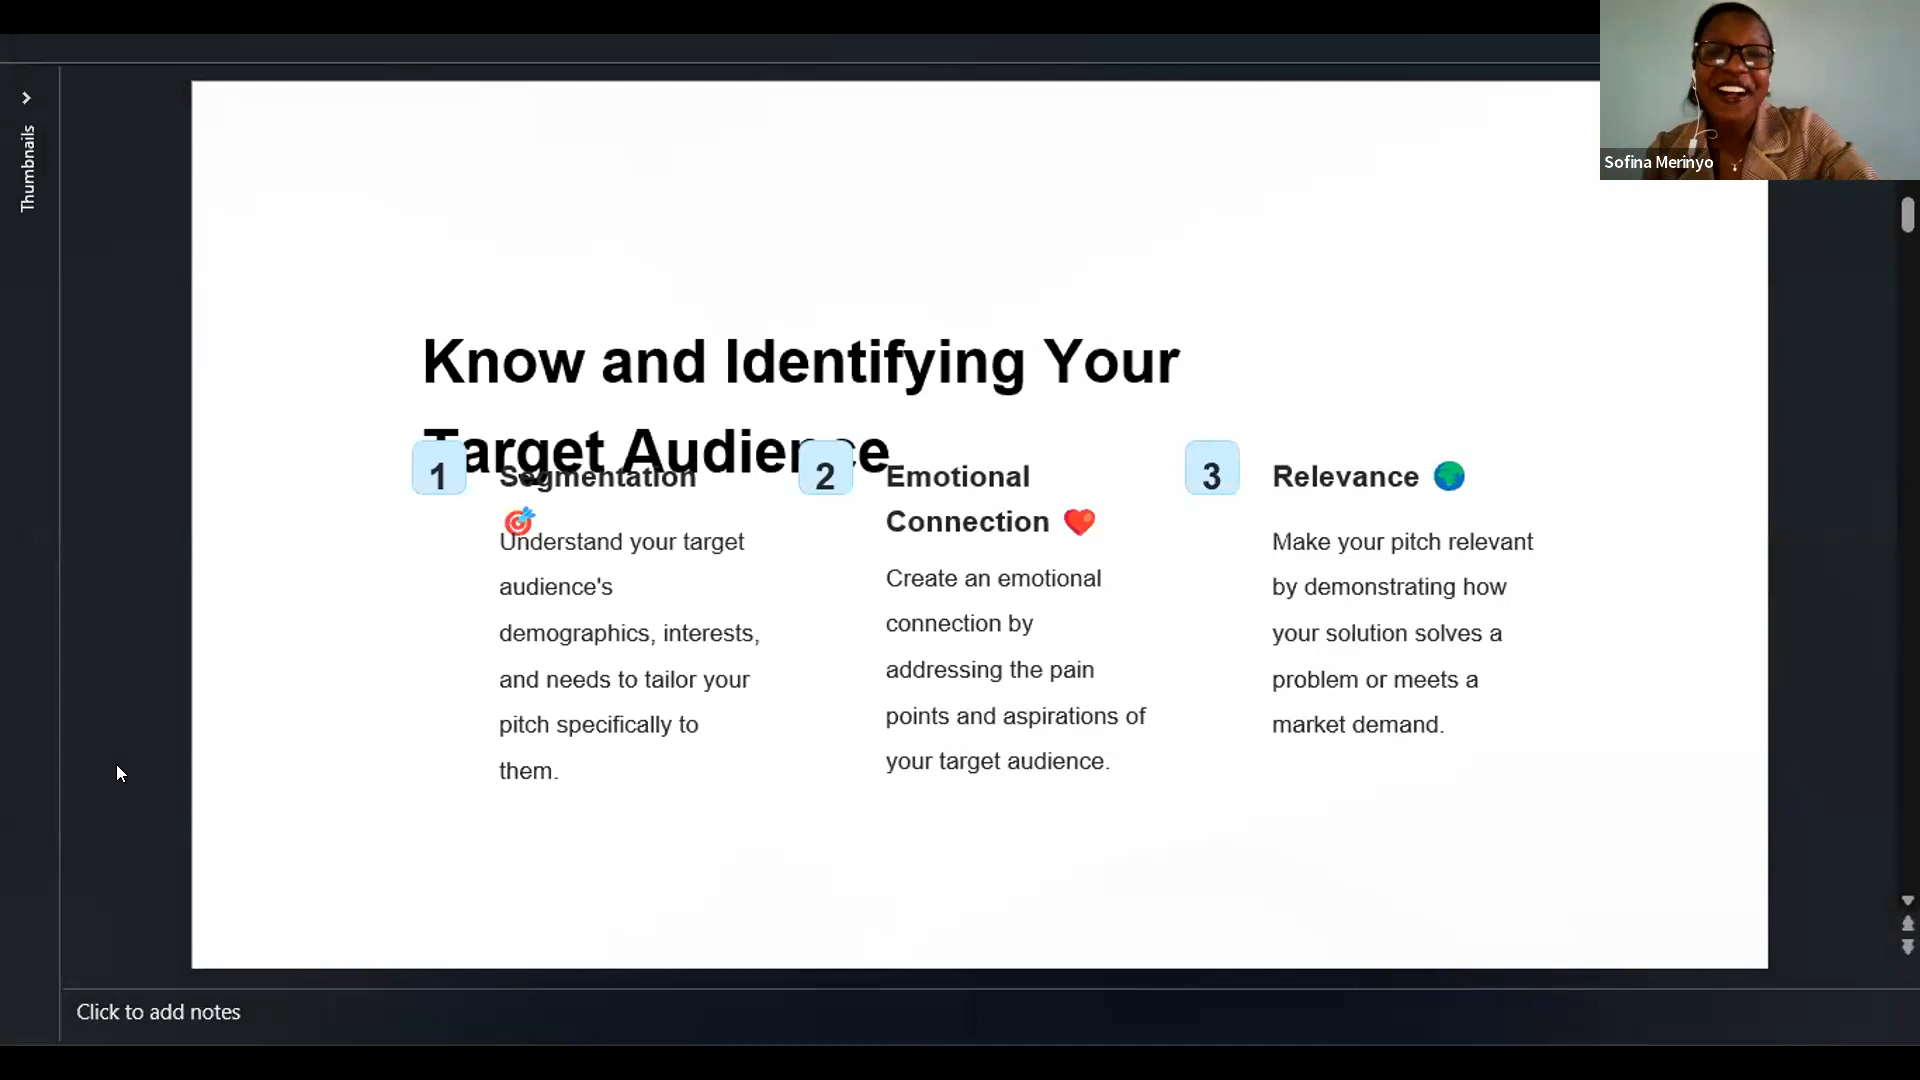 Sofina Merinyo
Thumbnails
Know and Identifying Your
Target Audience
1
Segmentation 🎯
Understand your target
audience's
demographics, interests,
and needs to tailor your
pitch specifically to
them.
2
Emotional
Connection ❤️
Create an emotional
connection by
addressing the pain
points and aspirations of
your target audience.
3
Relevance 🌍
Make your pitch relevant
by demonstrating how
your solution solves a
problem or meets a
market demand.
Click to add notes